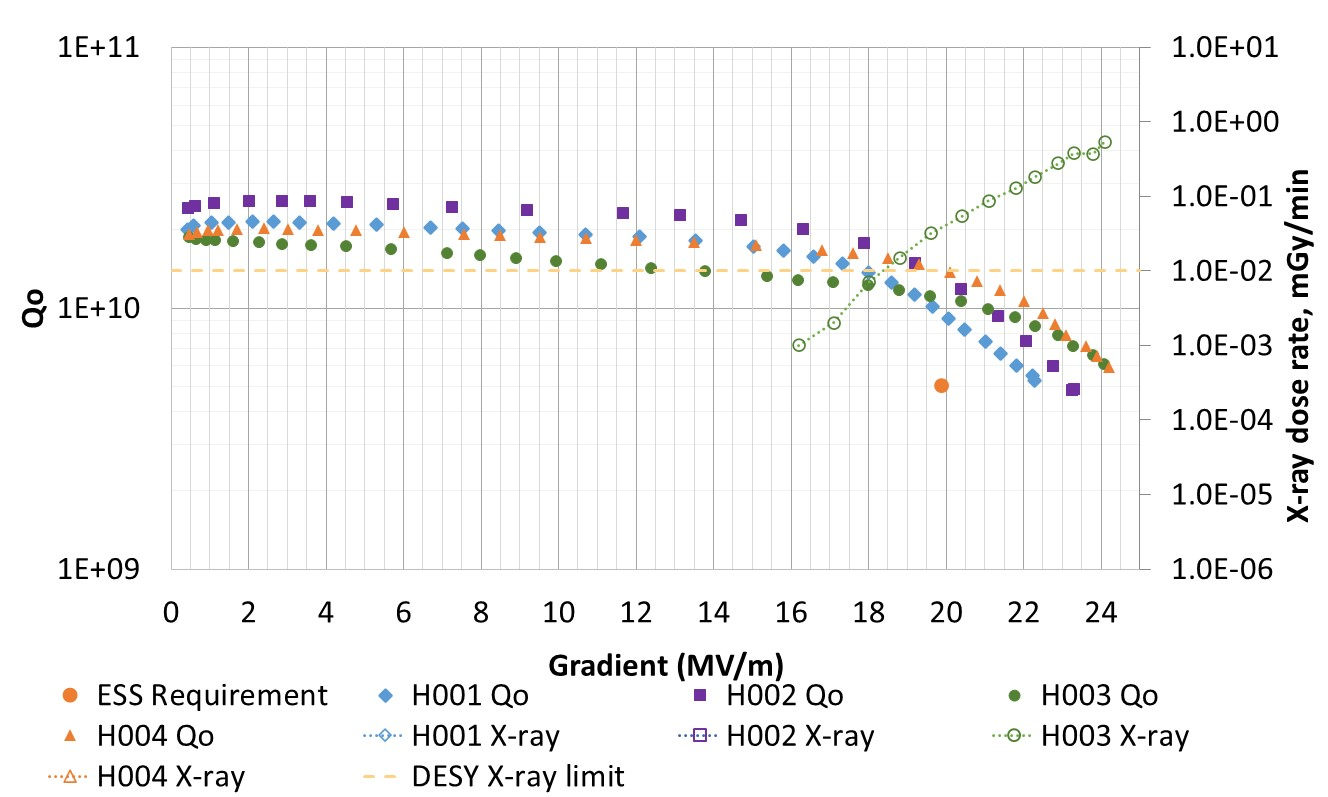 1E+11
1E+10
1E+09
Qo
1.0E+01
1.0E+00
1.0E-01
1.0E-02
1.0E-03
1.0E-04
1.0E-05
1.0E-06
X-ray dose rate, mGy/min
0 2 4 6 8 10 12 14 16 18 20 22 24
Gradient (MV/m)
ESS Requirement H001 Qo H002 Qo H003 Qo
H004 Qo H001 X-ray H002 X-ray H003 X-ray
H004 X-ray DESY X-ray limit